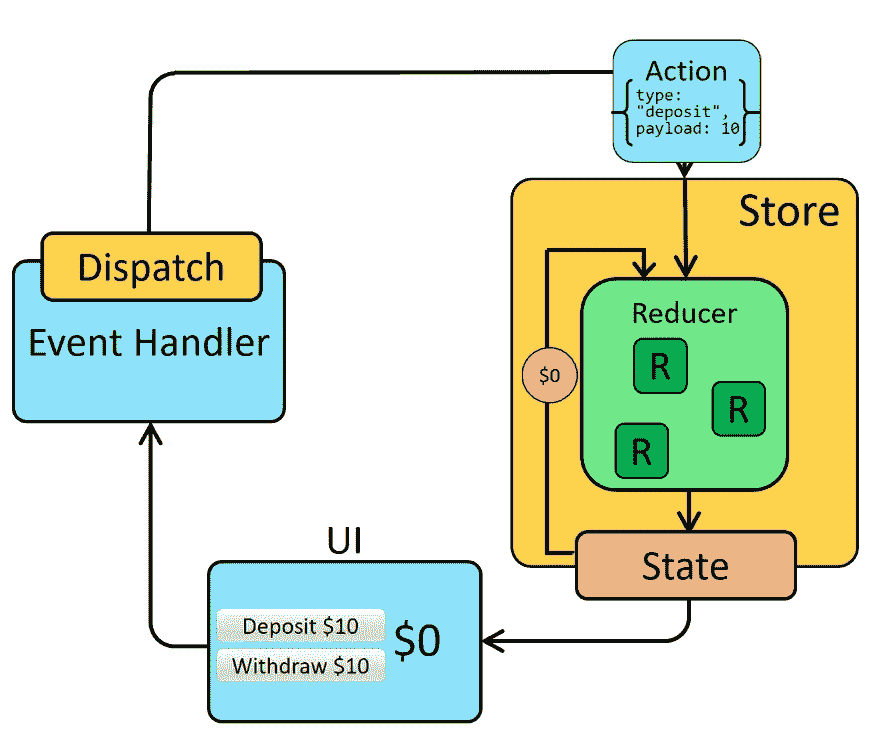 Action
{ type:
"deposit",
payload: 10 }
Store
Dispatch
Event Handler
Reducer
R
R
R
$0
State
UI
Deposit $10
$0
Withdraw $10